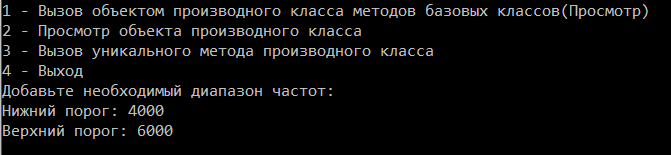 1 - Вызов объектом производного класса методов базовых классов(Просмотр)
2 - Просмотр объекта производного класса
3 - Вызов уникального метода производного класса
4 - Выход
Добавьте необходимый диапазон частот:
Нижний порог: 4000
Верхний порог: 6000